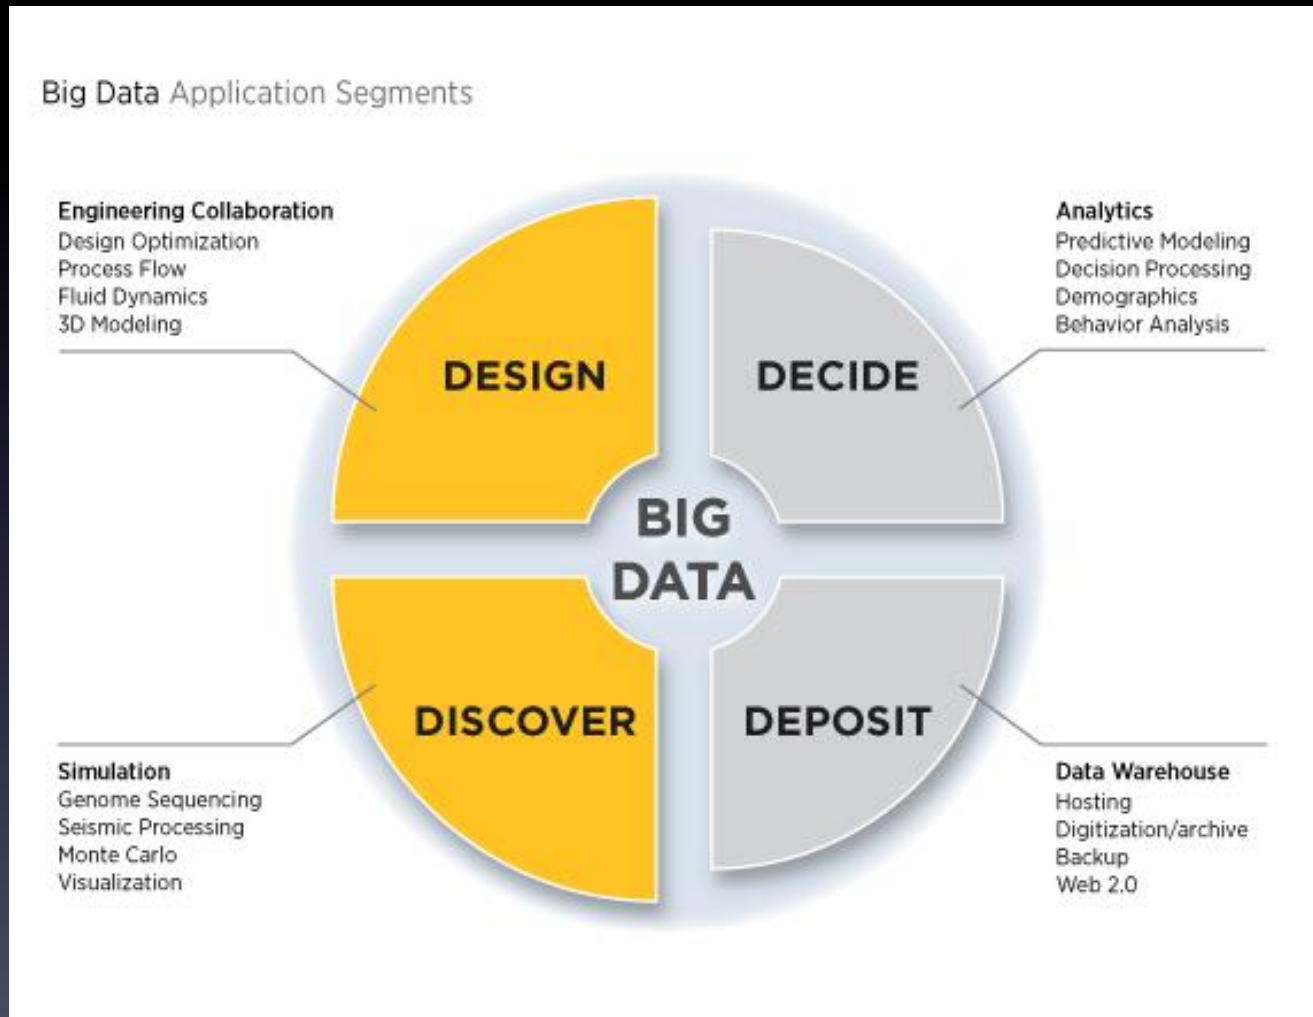 Big Data Application Segments
Engineering Collaboration
Design Optimization
Process Flow
Fluid Dynamics
3D Modeling
Analytics
Predictive Modeling
Decision Processing
Demographics
Behavior Analysis
DESIGN
DECIDE
BIG
DATA
DISCOVER
DEPOSIT
Simulation
Genome Sequencing
Seismic Processing
Monte Carlo
Visualization
Data Warehouse
Hosting
Digitization/archive
Backup
Web 2.0